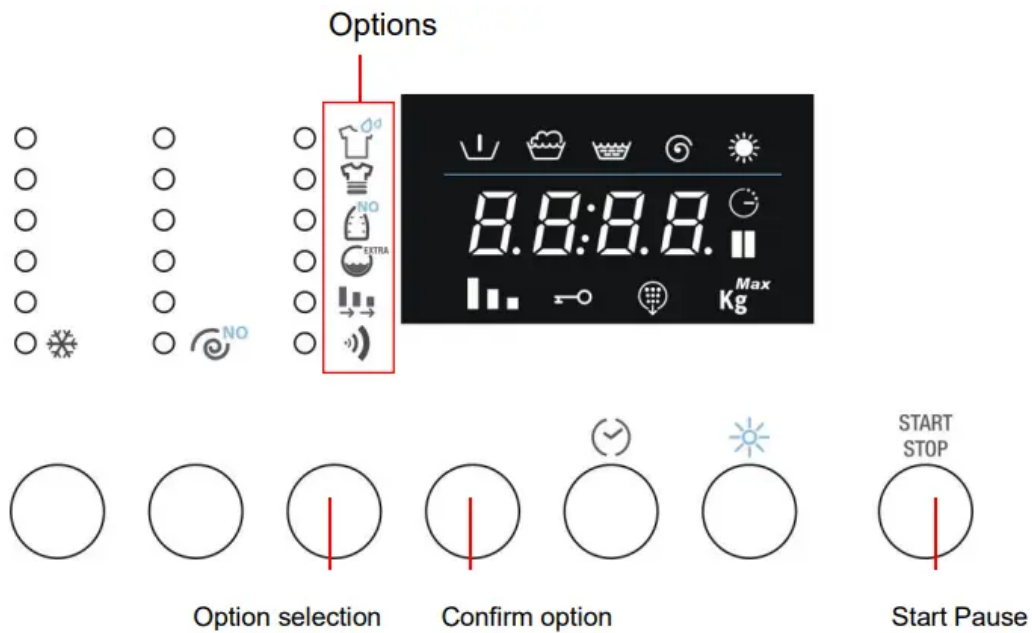 Options
NO
EXTRA
8.8:8.8.
Max
Kg
NO
START
STOP
Option selection
Confirm option
Start Pause